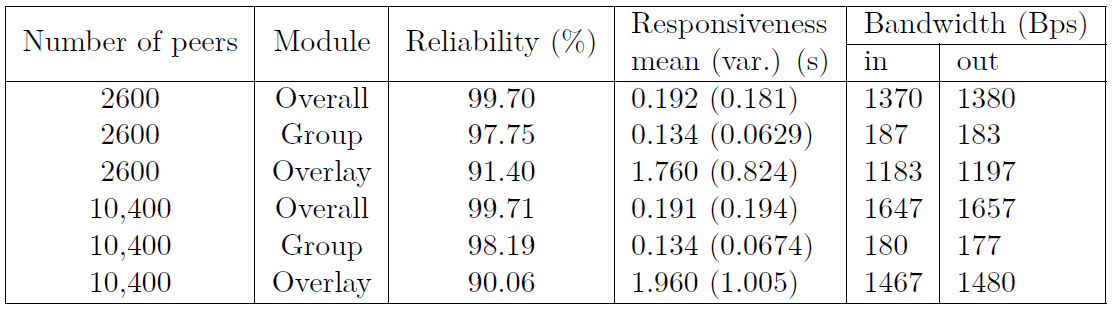 Number of peers Module Reliability (%) Responsiveness mean (var.) (s) Bandwidth (Bps)
in out
2600 Overall 99.70 0.192 (0.181) 1370 1380
2600 Group 97.75 0.134 (0.0629) 187 183
2600 Overlay 91.40 1.760 (0.824) 1183 1197
10,400 Overall 99.71 0.191 (0.194) 1647 1657
10,400 Group 98.19 0.134 (0.0674) 180 177
10,400 Overlay 90.06 1.960 (1.005) 1467 1480